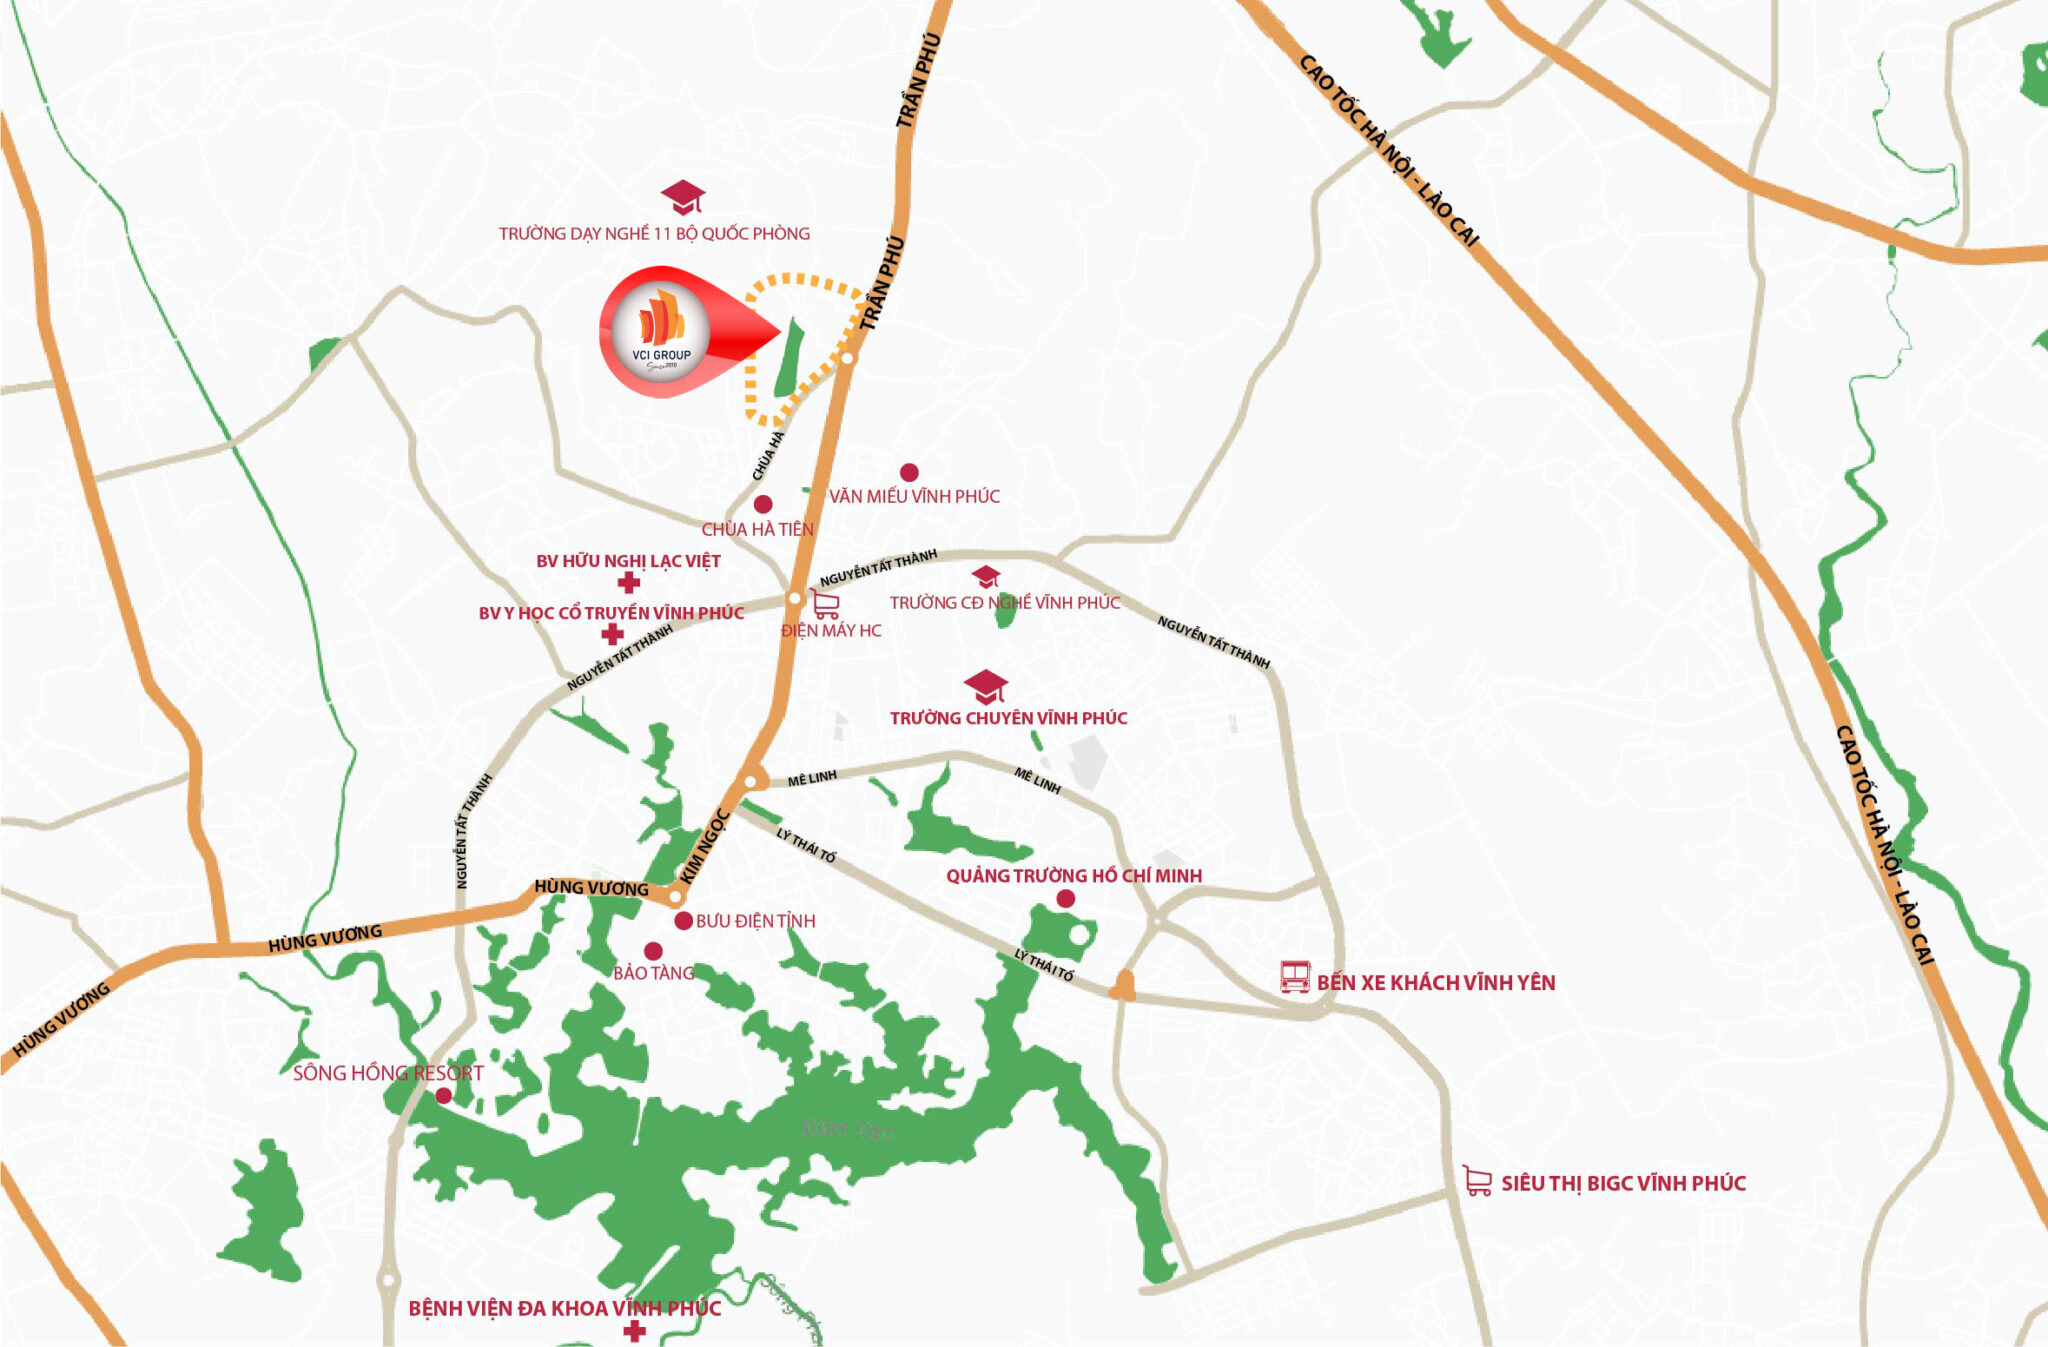 TRẦN PHÚ
CAO TỐC HÀ NỘI - LÀO CAI
TRƯỜNG DẠY NGHỀ 11 BỘ QUỐC PHÒNG
TRẦN PHÚ
VCI GROUP
Since 2010
CHÙA HÀ
VĂN MIẾU VĨNH PHÚC
CHÙA HÀ TIÊN
BV HỮU NGHỊ LẠC VIỆT
NGUYỄN TẤT THÀNH
TRƯỜNG CĐ NGHỀ VĨNH PHÚC
BV Y HỌC CỔ TRUYỀN VĨNH PHÚC
ĐIỆN MÁY HC
NGUYỄN TẤT THÀNH
NGUYỄN TẤT THÀNH
TRƯỜNG CHUYÊN VĨNH PHÚC
MÊ LINH
MÊ LINH
NGUYỄN TẤT THÀNH
KIM NGỌC
LÝ THÁI TỔ
CAO TỐC HÀ NỘI - LÀO CAI
QUẢNG TRƯỜNG HỒ CHÍ MINH
HÙNG VƯƠNG
BƯU ĐIỆN TỈNH
HÙNG VƯƠNG
BẢO TÀNG
LÝ THÁI TỔ
BẾN XE KHÁCH VĨNH YÊN
HÙNG VƯƠNG
SÔNG HỒNG RESORT
SIÊU THỊ BIGC VĨNH PHÚC
BỆNH VIỆN ĐA KHOA VĨNH PHÚC